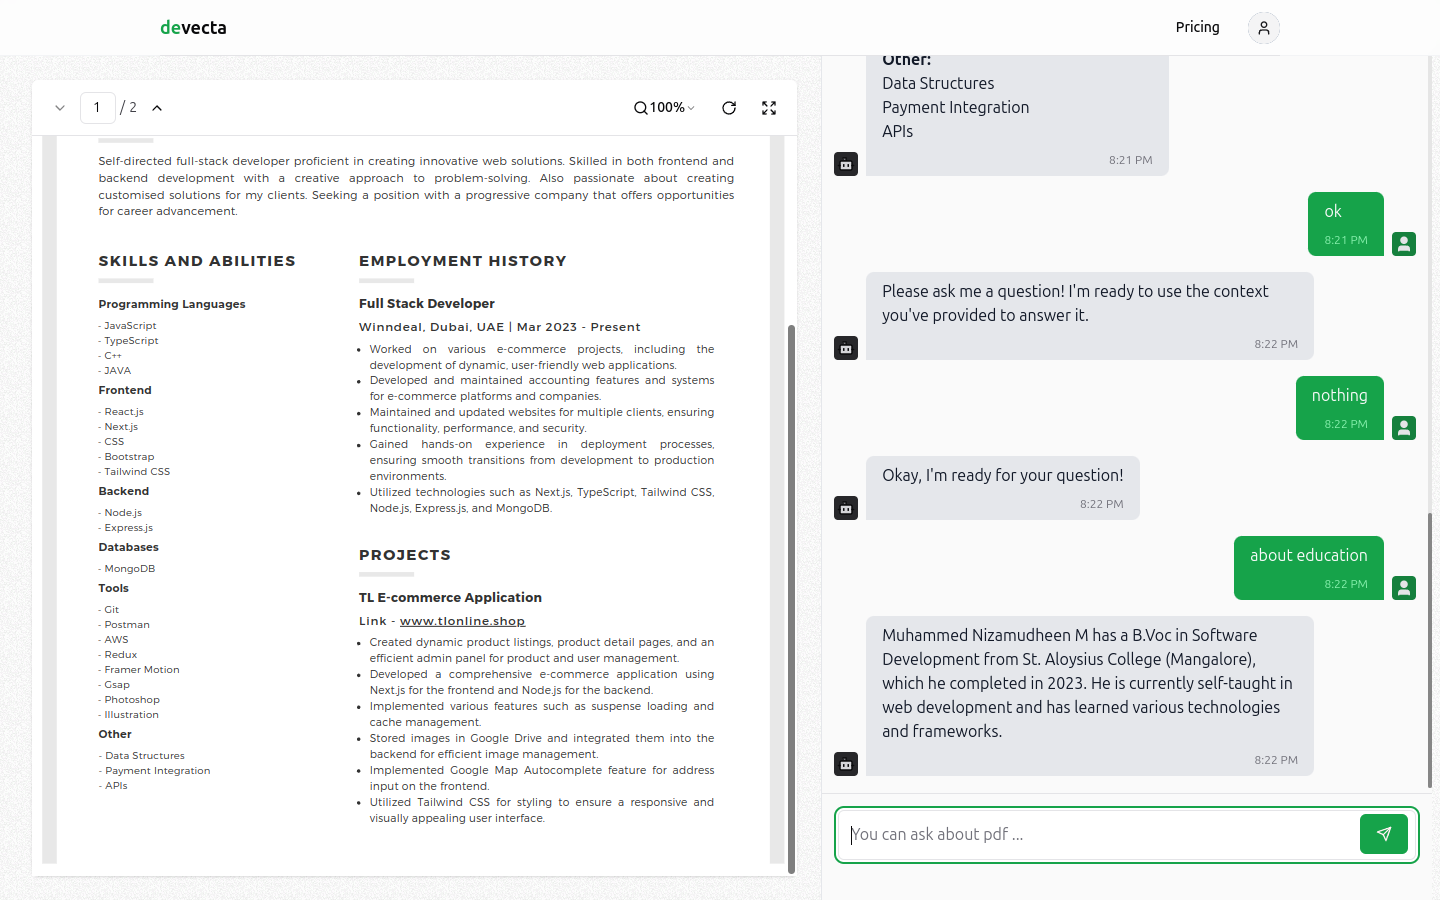 devecta
Pricing
1 / 2
100%
Self-directed full-stack developer proficient in creating innovative web solutions. Skilled in both frontend and
backend development with a creative approach to problem-solving. Also passionate about creating
customised solutions for my clients. Seeking a position with a progressive company that offers opportunities
for career advancement.
SKILLS AND ABILITIES
Programming Languages
- JavaScript
- TypeScript
- C++
- JAVA
Frontend
- React.js
- Next.js
- CSS
- Bootstrap
- Tailwind CSS
Backend
- Node.js
- Express.js
Databases
- MongoDB
Tools
- Git
- Postman
- AWS
- Redux
- Framer Motion
- Gsap
- Photoshop
- Illustration
Other
- Data Structures
- Payment Integration
- APIs
EMPLOYMENT HISTORY
Full Stack Developer
Winndeal, Dubai, UAE | Mar 2023 - Present
• Worked on various e-commerce projects, including the
development of dynamic, user-friendly web applications.
• Developed and maintained accounting features and systems
for e-commerce platforms and companies.
• Maintained and updated websites for multiple clients, ensuring
functionality, performance, and security.
• Gained hands-on experience in deployment processes,
ensuring smooth transitions from development to production
environments.
• Utilized technologies such as Next.js, TypeScript, Tailwind CSS,
Node.js, Express.js, and MongoDB.
PROJECTS
TL E-commerce Application
Link - www.tlonline.shop
• Created dynamic product listings, product detail pages, and an
efficient admin panel for product and user management.
• Developed a comprehensive e-commerce application using
Next.js for the frontend and Node.js for the backend.
• Implemented various features such as suspense loading and
cache management.
• Stored images in Google Drive and integrated them into the
backend for efficient image management.
• Implemented Google Map Autocomplete feature for address
input on the frontend.
• Utilized Tailwind CSS for styling to ensure a responsive and
visually appealing user interface.
Other:
Data Structures
Payment Integration
APIs
8:21 PM
ok
8:21 PM
Please ask me a question! I'm ready to use the context
you've provided to answer it.
8:22 PM
nothing
8:22 PM
Okay, I'm ready for your question!
8:22 PM
about education
8:22 PM
Muhammed Nizamudheen M has a B.Voc in Software
Development from St. Aloysius College (Mangalore),
which he completed in 2023. He is currently self-taught in
web development and has learned various technologies
and frameworks.
8:22 PM
You can ask about pdf ...